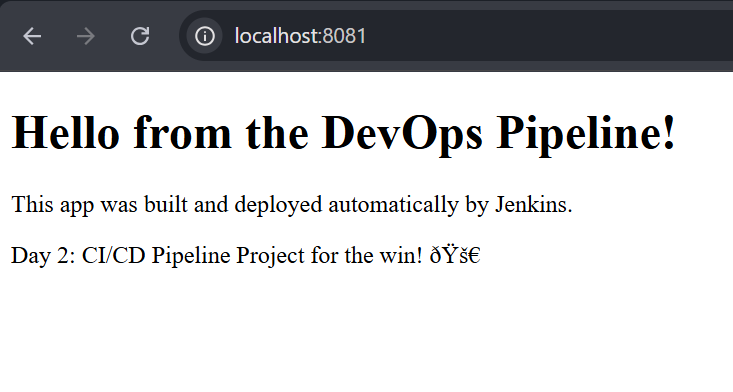 localhost:8081
Hello from the DevOps Pipeline!
This app was built and deployed automatically by Jenkins.
Day 2: CI/CD Pipeline Project for the win! ðŸš€